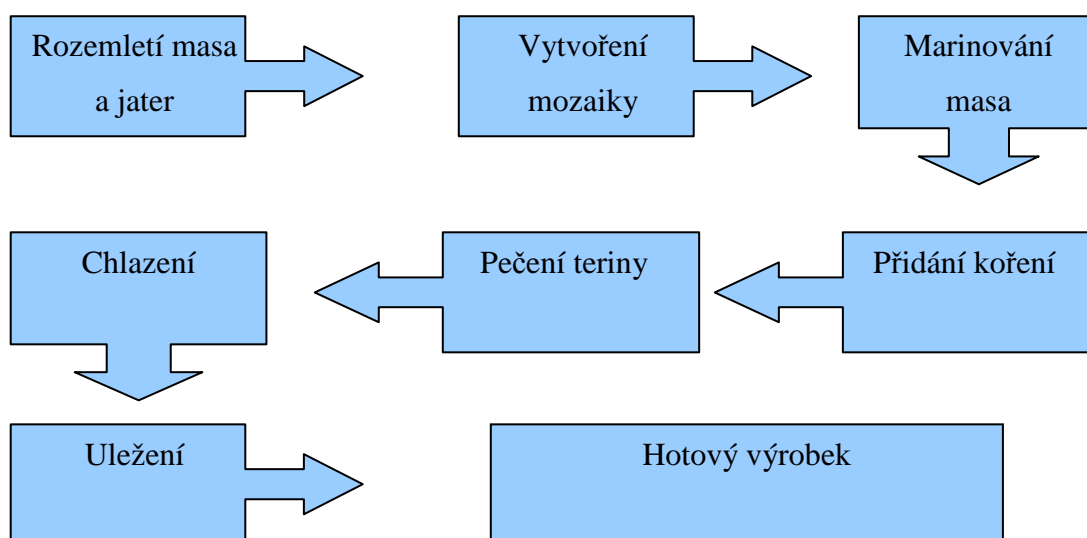 Rozemletí masa
a jater
Vytvoření
mozaiky
Marinování
masa
Přidání koření
Pečení teriny
Chlazení
Uležení
Hotový výrobek